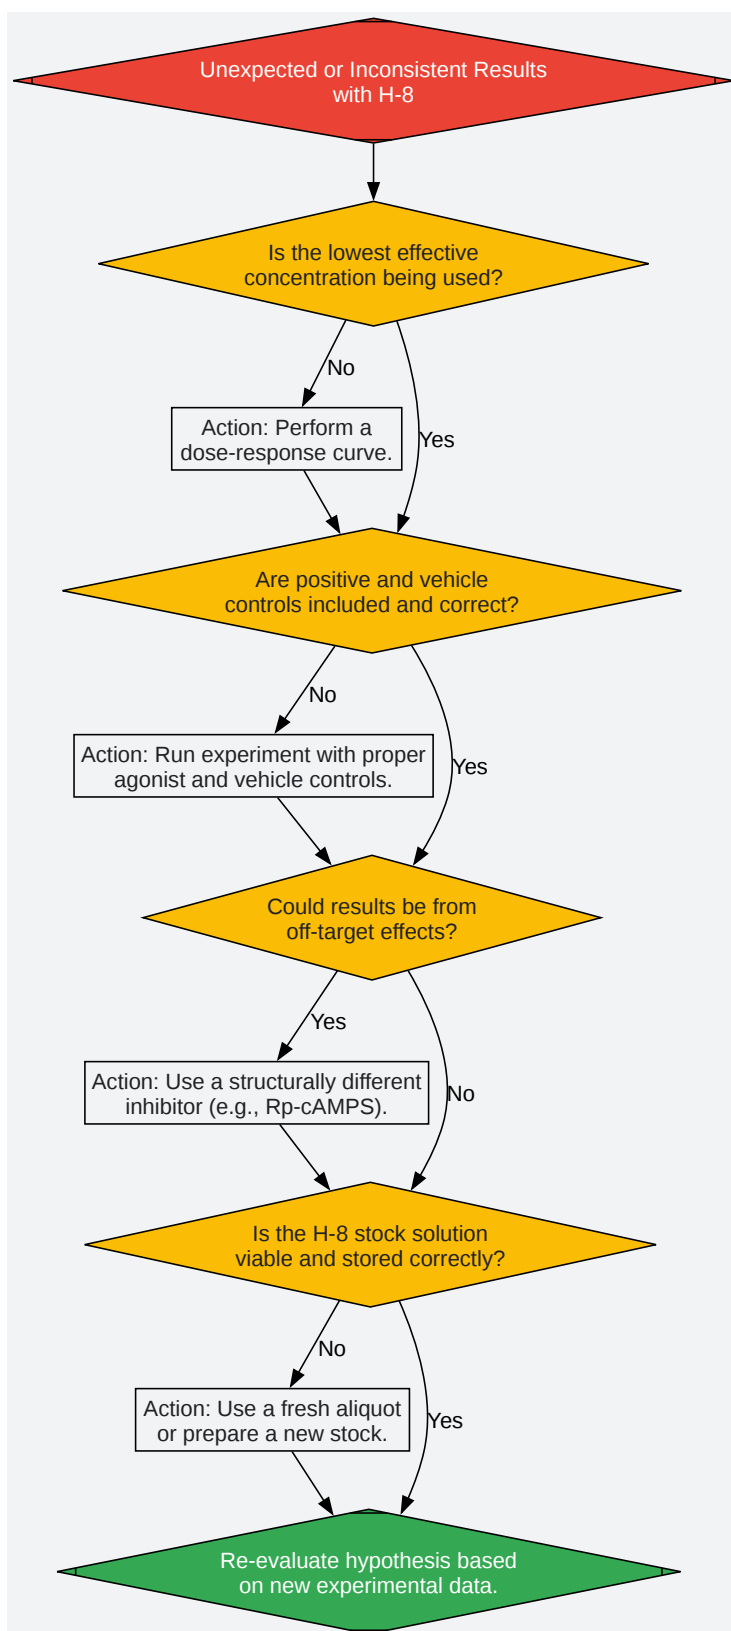 Unexpected or Inconsistent Results
with H-8
Is the lowest effective
concentration being used?
No
Action: Perform a
dose-response curve.
Yes
Are positive and vehicle
controls included and correct?
No
Action: Run experiment with proper
agonist and vehicle controls.
Yes
Could results be from
off-target effects?
Yes
Action: Use a structurally different
inhibitor (e.g., Rp-cAMPS).
No
Is the H-8 stock solution
viable and stored correctly?
No
Action: Use a fresh aliquot
or prepare a new stock.
Yes
Re-evaluate hypothesis based
on new experimental data.